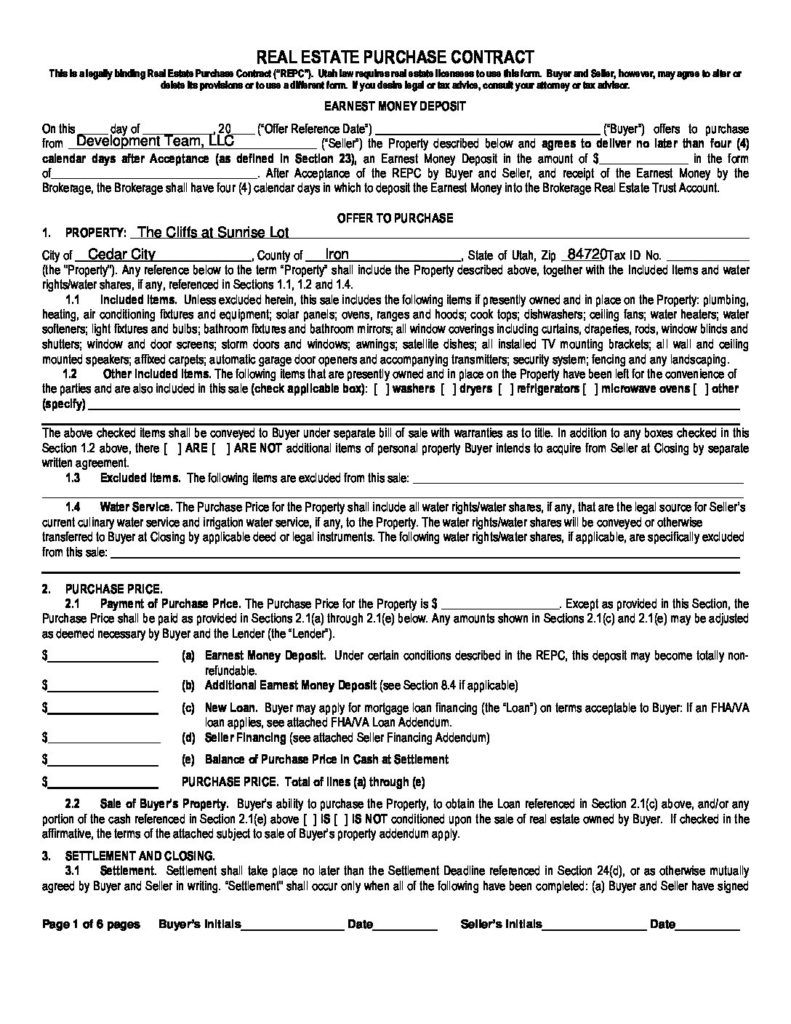 REAL ESTATE PURCHASE CONTRACT
This is a legally binding Real Estate Purchase Contract ("REPC"). Utah law requires real estate licensees to use this form. Buyer and Seller, however, may agree to alter or
delete its provisions or to use a different form. If you desire legal or tax advice, consult your attorney or tax advisor.
EARNEST MONEY DEPOSIT
On this _____ day of ___________, 20____ ("Offer Reference Date") ___________________________________ ("Buyer") offers to purchase
from Development Team, LLC ("Seller") the Property described below and agrees to deliver no later than four (4)
calendar days after Acceptance (as defined in Section 23), an Earnest Money Deposit in the amount of $______________ in the form
of________________________________. After Acceptance of the REPC by Buyer and Seller, and receipt of the Earnest Money by the
Brokerage, the Brokerage shall have four (4) calendar days in which to deposit the Earnest Money into the Brokerage Real Estate Trust Account.
OFFER TO PURCHASE
1. PROPERTY: The Cliffs at Sunrise Lot
City of Cedar City, County of Iron, State of Utah, Zip 84720Tax ID No. _____________
(the "Property"). Any reference below to the term "Property" shall include the Property described above, together with the Included Items and water
rights/water shares, if any, referenced in Sections 1.1, 1.2 and 1.4.
1.1 Included Items. Unless excluded herein, this sale includes the following items if presently owned and in place on the Property: plumbing,
heating, air conditioning fixtures and equipment; solar panels; ovens, ranges and hoods; cook tops; dishwashers; ceiling fans; water heaters; water
softeners; light fixtures and bulbs; bathroom fixtures and bathroom mirrors; all window coverings including curtains, draperies, rods, window blinds and
shutters; window and door screens; storm doors and windows; awnings; satellite dishes; all installed TV mounting brackets; all wall and ceiling
mounted speakers; affixed carpets; automatic garage door openers and accompanying transmitters; security system; fencing and any landscaping.
1.2 Other Included Items. The following items that are presently owned and in place on the Property have been left for the convenience of
the parties and are also included in this sale (check applicable box): [ ] washers [ ] dryers [ ] refrigerators [ ] microwave ovens [ ] other
(specify) ____________________
The above checked items shall be conveyed to Buyer under separate bill of sale with warranties as to title. In addition to any boxes checked in this
Section 1.2 above, there [ ] ARE [ ] ARE NOT additional items of personal property Buyer intends to acquire from Seller at Closing by separate
written agreement.
1.3 Excluded Items. The following items are excluded from this sale: ____________________
1.4 Water Service. The Purchase Price for the Property shall include all water rights/water shares, if any, that are the legal source for Seller's
current culinary water service and irrigation water service, if any, to the Property. The water rights/water shares will be conveyed or otherwise
transferred to Buyer at Closing by applicable deed or legal instruments. The following water rights/water shares, if applicable, are specifically excluded
from this sale: ____________________
2. PURCHASE PRICE.
2.1 Payment of Purchase Price. The Purchase Price for the Property is $ ___________________. Except as provided in this Section, the
Purchase Price shall be paid as provided in Sections 2.1(a) through 2.1(e) below. Any amounts shown in Sections 2.1(c) and 2.1(e) may be adjusted
as deemed necessary by Buyer and the Lender (the "Lender").
$_________________ (a) Earnest Money Deposit. Under certain conditions described in the REPC, this deposit may become totally non-
refundable.
$_________________ (b) Additional Earnest Money Deposit (see Section 8.4 if applicable)
$_________________ (c) New Loan. Buyer may apply for mortgage loan financing (the "Loan") on terms acceptable to Buyer: If an FHA/VA
loan applies, see attached FHA/VA Loan Addendum.
$_________________ (d) Seller Financing (see attached Seller Financing Addendum)
$_________________ (e) Balance of Purchase Price in Cash at Settlement
$_________________ PURCHASE PRICE. Total of lines (a) through (e)
2.2 Sale of Buyer's Property. Buyer's ability to purchase the Property, to obtain the Loan referenced in Section 2.1(c) above, and/or any
portion of the cash referenced in Section 2.1(e) above [ ] IS [ ] IS NOT conditioned upon the sale of real estate owned by Buyer. If checked in the
affirmative, the terms of the attached subject to sale of Buyer's property addendum apply.
3. SETTLEMENT AND CLOSING.
3.1 Settlement. Settlement shall take place no later than the Settlement Deadline referenced in Section 24(d), or as otherwise mutually
agreed by Buyer and Seller in writing. "Settlement" shall occur only when all of the following have been completed: (a) Buyer and Seller have signed
Page 1 of 6 pages Buyer's Initials________________ Date__________ Seller's Initials________________ Date__________